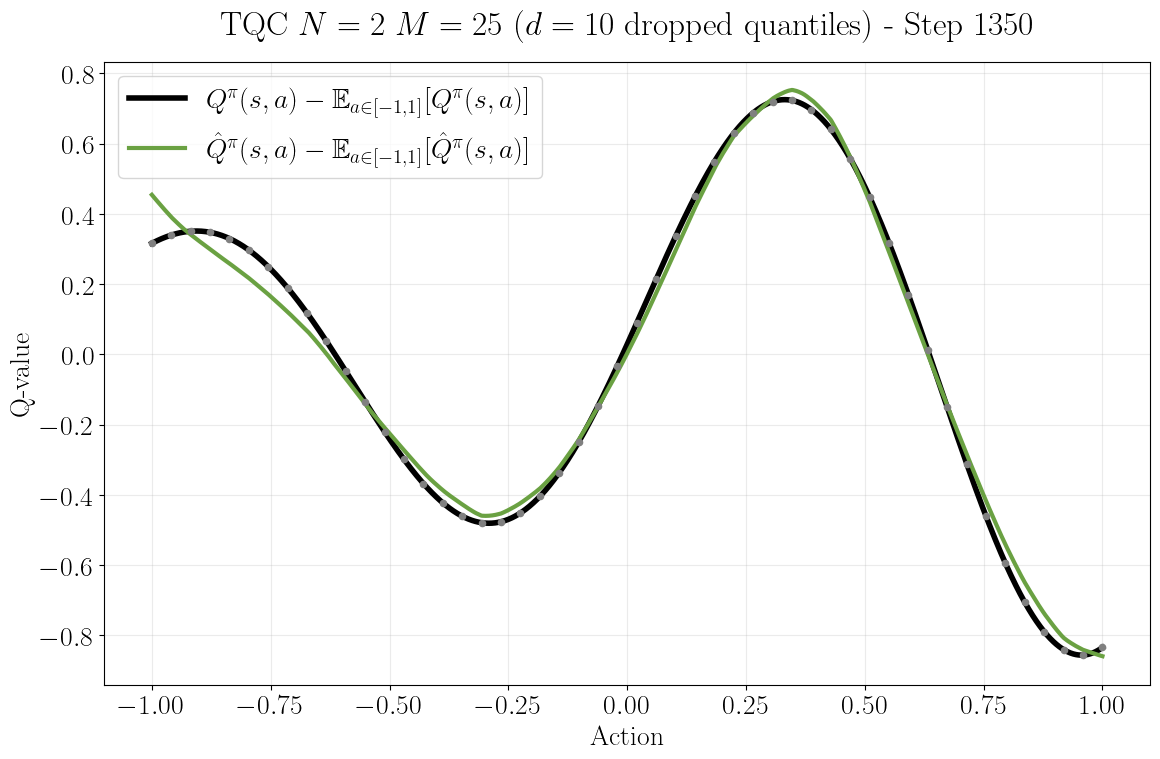 TQC N = 2 M = 25 (d = 10 dropped quantiles) - Step 1350
Q^π(s, a) − 𝔼_{a∈[−1,1]}[Q^π(s, a)]
Q̂^π(s, a) − 𝔼_{a∈[−1,1]}[Q̂^π(s, a)]
0.8
0.6
0.4
0.2
0.0
−0.2
−0.4
−0.6
−0.8
Q-value
−1.00 −0.75 −0.50 −0.25 0.00 0.25 0.50 0.75 1.00
Action